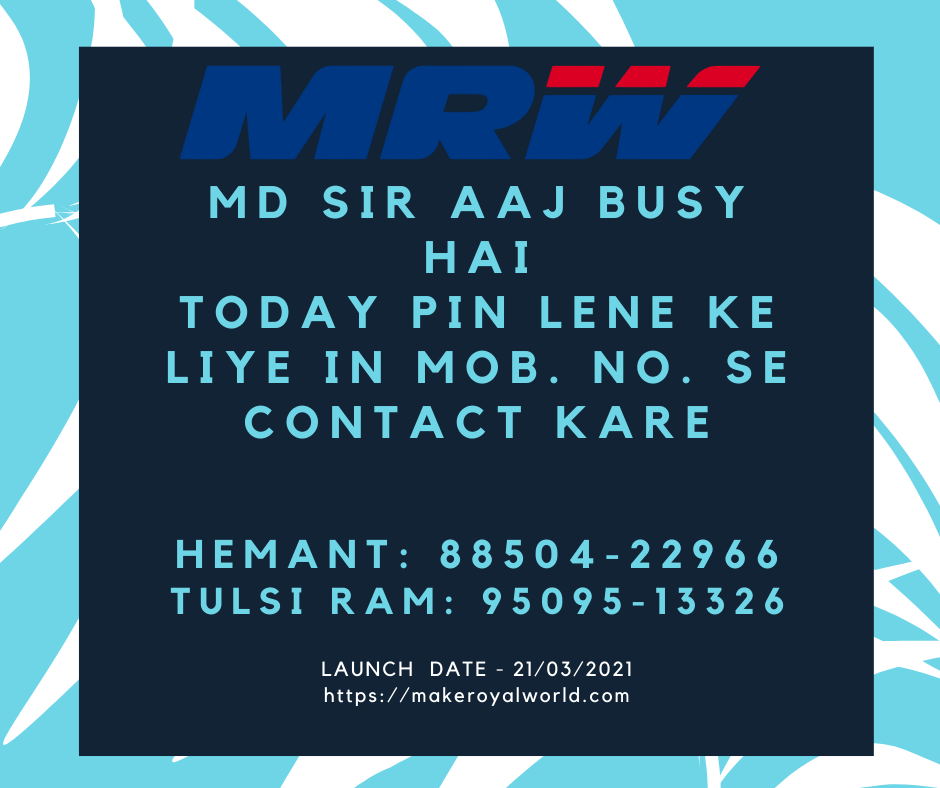 MRW
MD SIR AAJ BUSY
HAI
TODAY PIN LENE KE
LIYE IN MOB. NO. SE
CONTACT KARE
HEMANT: 88504-22966
TULSI RAM: 95095-13326
LAUNCH DATE - 21/03/2021
https://makeroyalworld.com